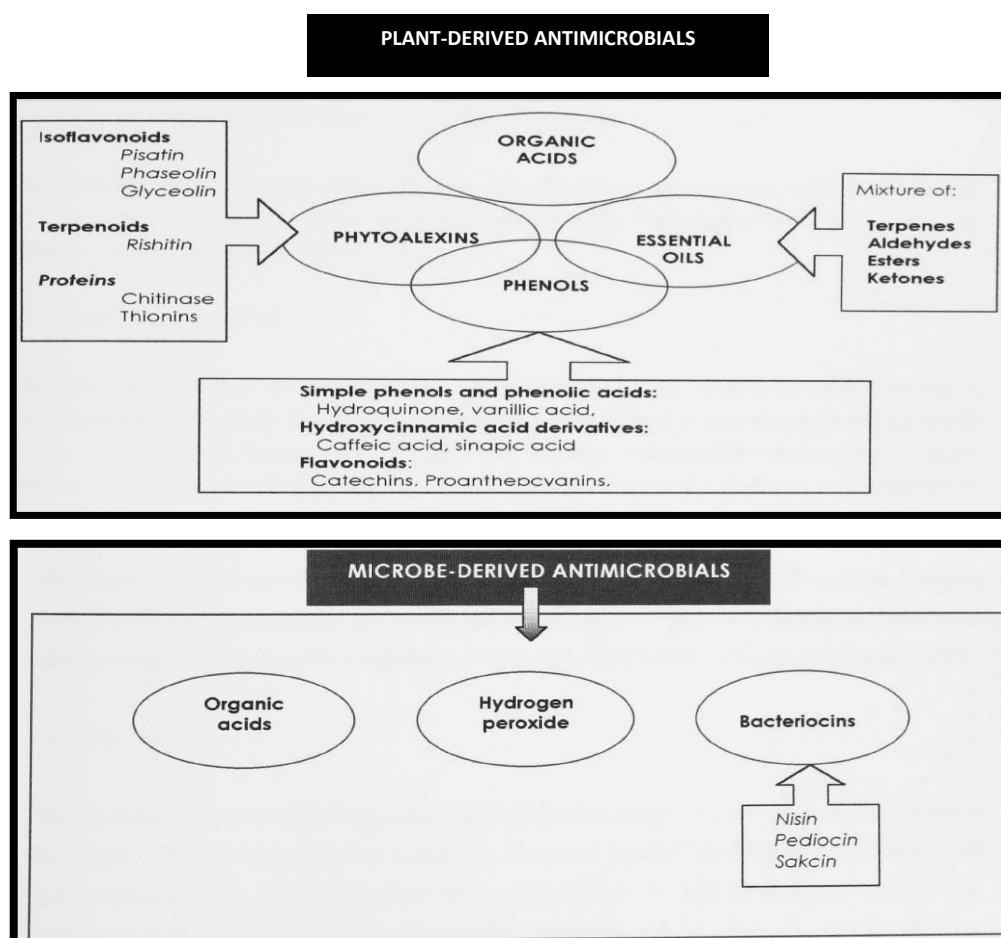 PLANT-DERIVED ANTIMICROBIALS
Isoflavonoids
Pisatin
Phaseolin
Glyceolin
Terpenoids
Rishitin
Proteins
Chitinase
Thionins
ORGANIC
ACIDS
PHYTOALEXINS
ESSENTIAL
OILS
PHENOLS
Mixture of:
Terpenes
Aldehydes
Esters
Ketones
Simple phenols and phenolic acids:
Hydroquinone, vanillic acid,
Hydroxycinnamic acid derivatives:
Caffeic acid, sinapic acid
Flavonoids:
Catechins, Proanthepcvanins,
MICROBE-DERIVED ANTIMICROBIALS
Organic
acids
Hydrogen
peroxide
Bacteriocins
Nisin
Pediocin
Sakcin